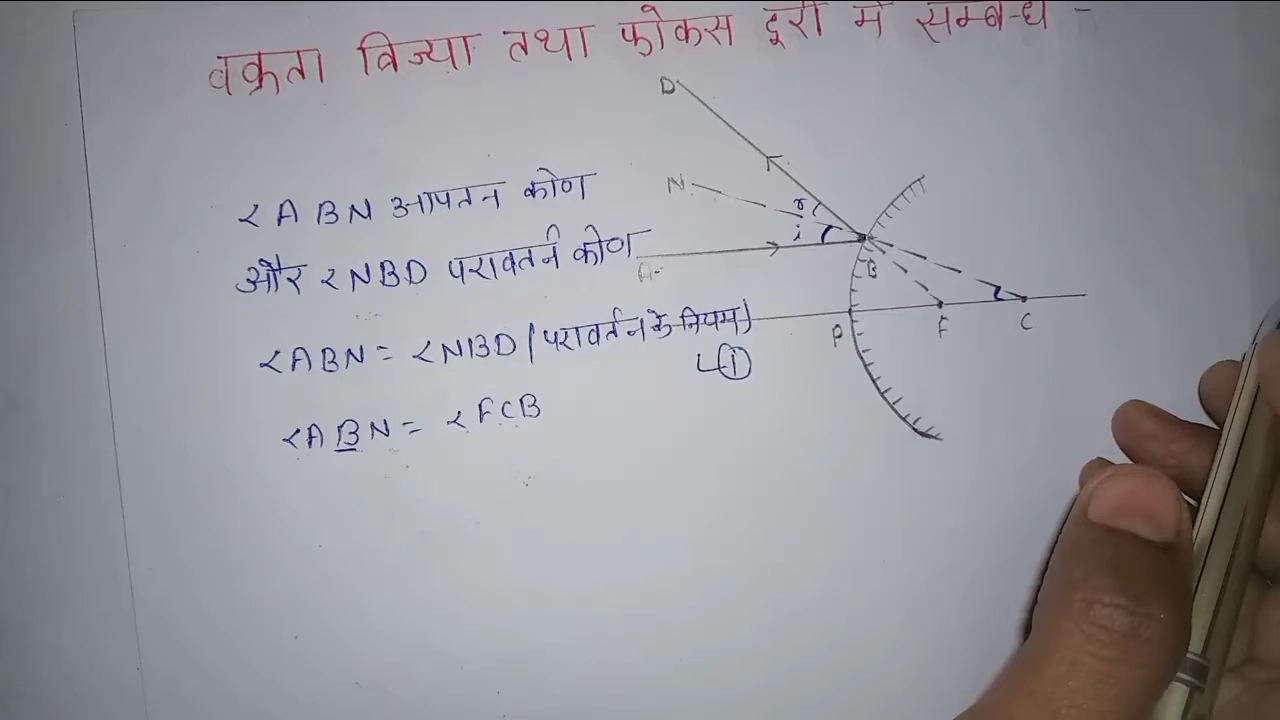 वक्रता त्रिज्या तथा फोकस दूरी में सम्बन्ध -
D
N
∠ABN आपतन कोण
r
i
और ∠NBD परावर्तन कोण
A
B
∠ABN = ∠NBD (परावर्तन के नियम)
P F C
①
∠ABN = ∠FCB